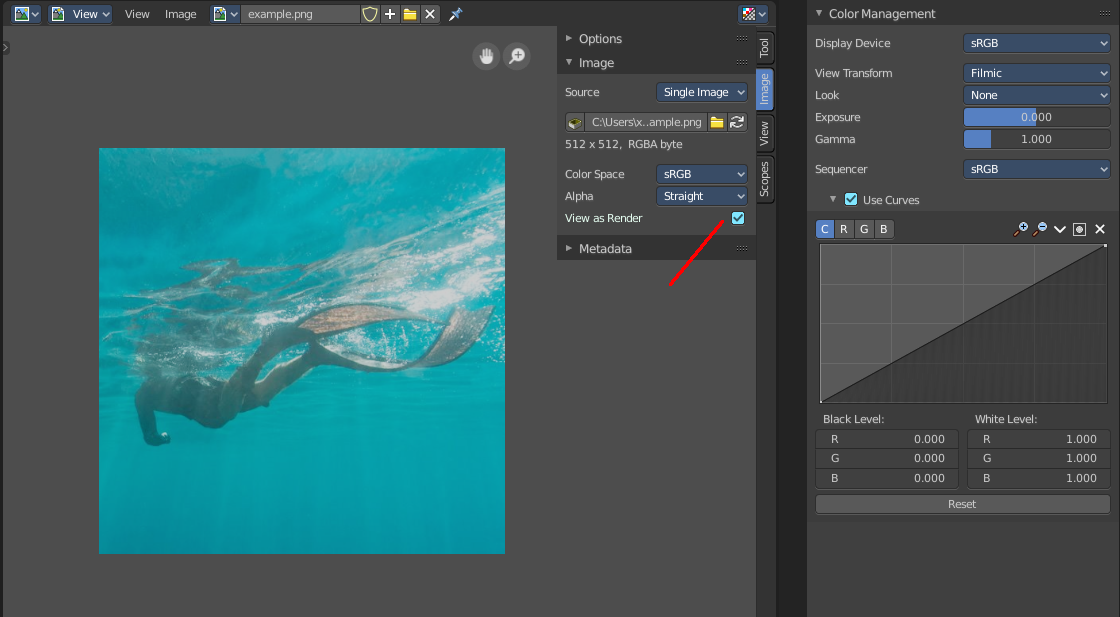 View View Image example.png
Options
Image
Source Single Image
C:\Users\x..ample.png
512 x 512, RGBA byte
Color Space sRGB
Alpha Straight
View as Render
Metadata
Tool
Image
View
Scopes
Color Management
Display Device sRGB
View Transform Filmic
Look None
Exposure 0.000
Gamma 1.000
Sequencer sRGB
Use Curves
C R G B
Black Level: White Level:
R 0.000 R 1.000
G 0.000 G 1.000
B 0.000 B 1.000
Reset